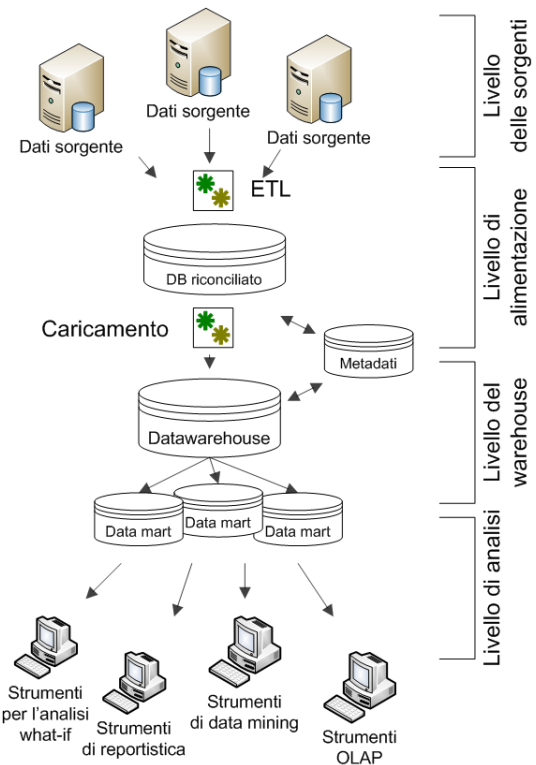 Dati sorgente
Dati sorgente
Dati sorgente
Livello
delle sorgenti
ETL
DB riconciliato
Livello di
alimentazione
Caricamento
Metadati
Datawarehouse
Livello del
warehouse
Data mart
Data mart
Data mart
Livello di analisi
Strumenti
per l'analisi
what-if
Strumenti
di reportistica
Strumenti
di data mining
Strumenti
OLAP